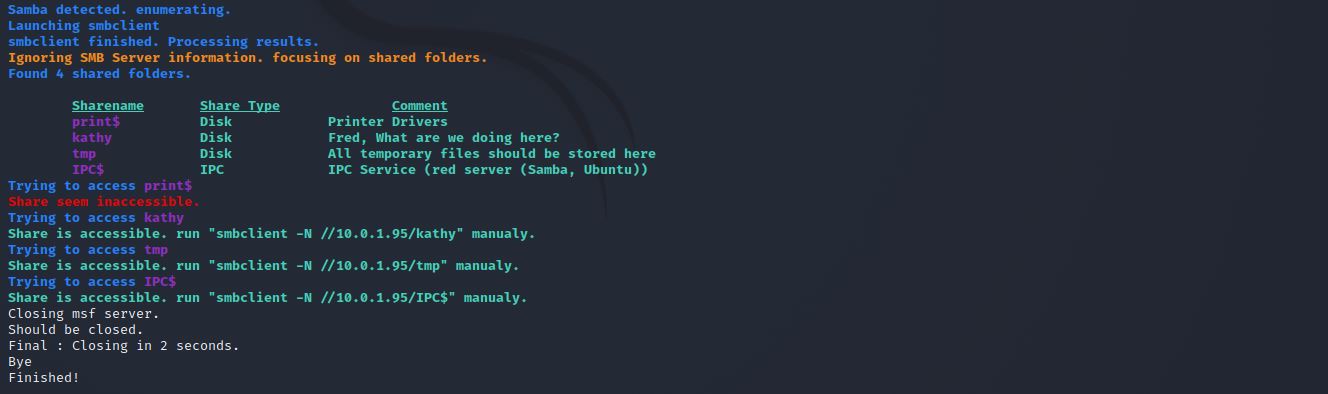 Samba detected. enumerating.
Launching smbclient
smbclient finished. Processing results.
Ignoring SMB Server information. focusing on shared folders.
Found 4 shared folders.
Sharename Share Type Comment
print$ Disk Printer Drivers
kathy Disk Fred, What are we doing here?
tmp Disk All temporary files should be stored here
IPC$ IPC IPC Service (red server (Samba, Ubuntu))
Trying to access print$
Share seem inaccessible.
Trying to access kathy
Share is accessible. run "smbclient -N //10.0.1.95/kathy" manualy.
Trying to access tmp
Share is accessible. run "smbclient -N //10.0.1.95/tmp" manualy.
Trying to access IPC$
Share is accessible. run "smbclient -N //10.0.1.95/IPC$" manualy.
Closing msf server.
Should be closed.
Final : Closing in 2 seconds.
Bye
Finished!